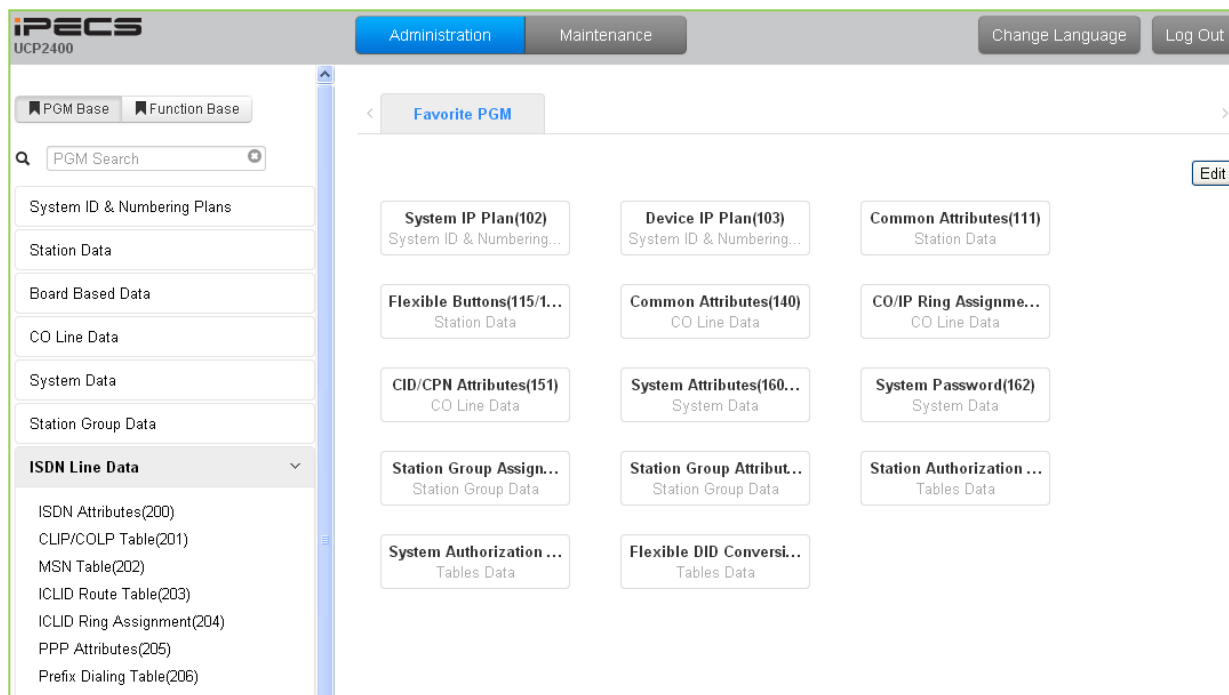 iPECS
UCP2400
Administration
Maintenance
Change Language
Log Out
PGM Base
Function Base
PGM Search
System ID & Numbering Plans
Station Data
Board Based Data
CO Line Data
System Data
Station Group Data
ISDN Line Data
ISDN Attributes(200)
CLIP/COLP Table(201)
MSN Table(202)
ICLID Route Table(203)
ICLID Ring Assignment(204)
PPP Attributes(205)
Prefix Dialing Table(206)
Favorite PGM
Edit
System IP Plan(102)
System ID & Numbering...
Device IP Plan(103)
System ID & Numbering...
Common Attributes(111)
Station Data
Flexible Buttons(115/1...
Station Data
Common Attributes(140)
CO Line Data
CO/IP Ring Assignme...
CO Line Data
CID/CPN Attributes(151)
CO Line Data
System Attributes(160...
System Data
System Password(162)
System Data
Station Group Assign...
Station Group Data
Station Group Attribut...
Station Group Data
Station Authorization ...
Tables Data
System Authorization ...
Tables Data
Flexible DID Conversi...
Tables Data